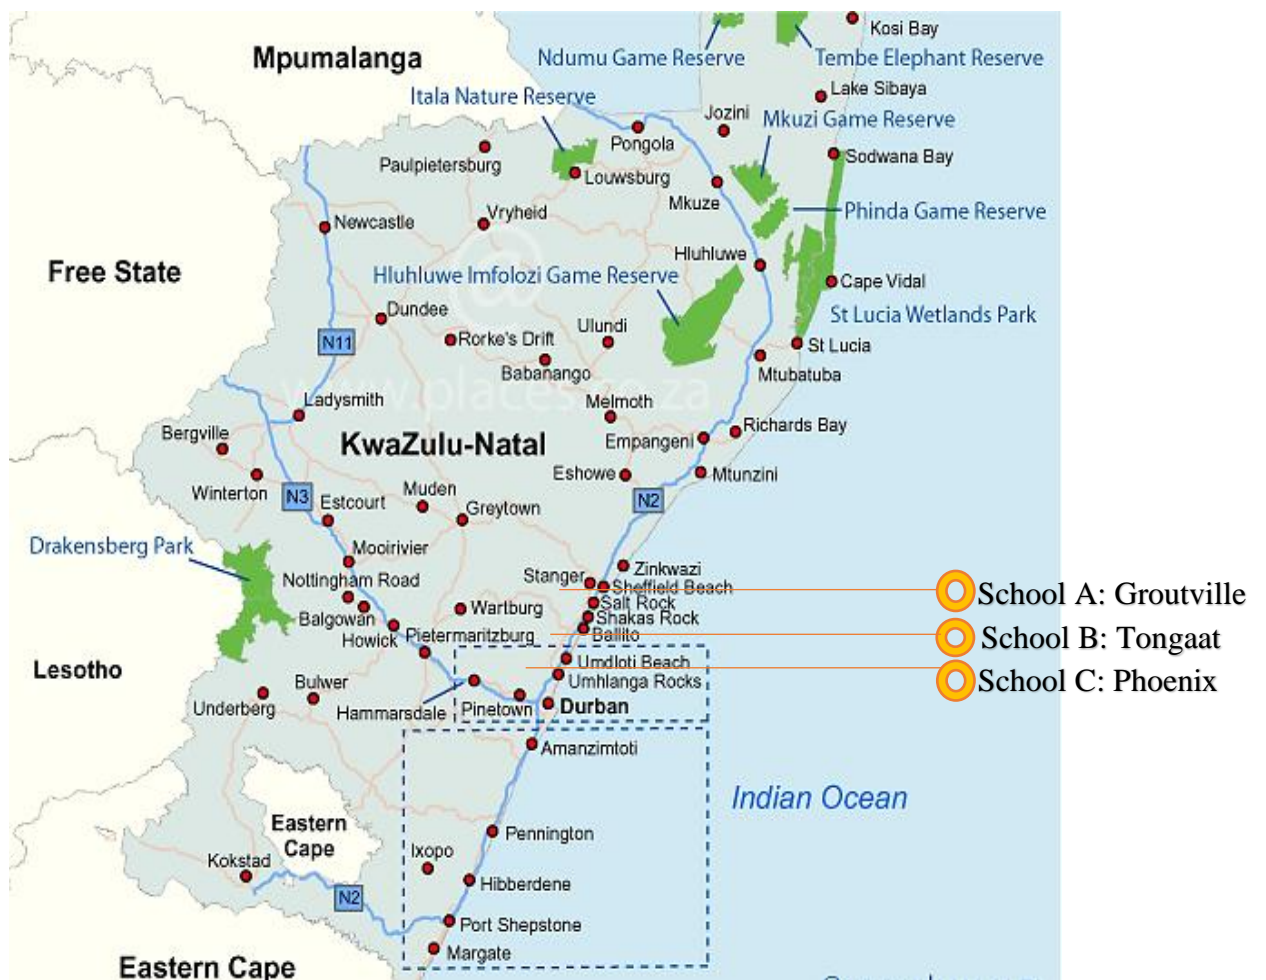 Kosi Bay
Mpumalanga
Ndumu Game Reserve
Tembe Elephant Reserve
Itala Nature Reserve
Lake Sibaya
Jozini
Mkuzi Game Reserve
Pongola
Paulpietersburg
Sodwana Bay
Louwsburg
Mkuze
Vryheid
Phinda Game Reserve
Newcastle
Hluhluwe
Free State
Hluhluwe Imfolozi Game Reserve
Cape Vidal
@
Dundee
St Lucia Wetlands Park
Ulundi
N11
Rorke's Drift
St Lucia
Babanango
Mtubatuba
www.places.co.za
Ladysmith
Melmoth
Bergville
Richards Bay
KwaZulu-Natal
Empangeni
Eshowe
Mtunzini
Winterton
N3
Muden
N2
Estcourt
Greytown
Drakensberg Park
Mooirivier
Zinkwazi
Stanger
Nottingham Road
Sheffield Beach
School A: Groutville
Salt Rock
Wartburg
Balgowan
Shakas Rock
Howick
Pietermaritzburg
Ballito
School B: Tongaat
Lesotho
Umdloti Beach
Bulwer
Umhlanga Rocks
School C: Phoenix
Underberg
Hammarsdale
Pinetown
Durban
Amanzimtoti
Indian Ocean
Eastern
Cape
Pennington
Ixopo
Kokstad
Hibberdene
N2
Port Shepstone
Margate
Eastern Cape